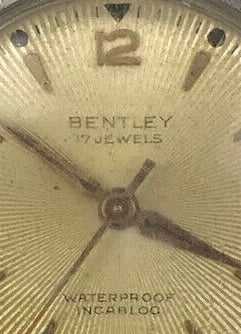 12
BENTLEY
17 JEWELS
WATERPROOF
INCABLOC